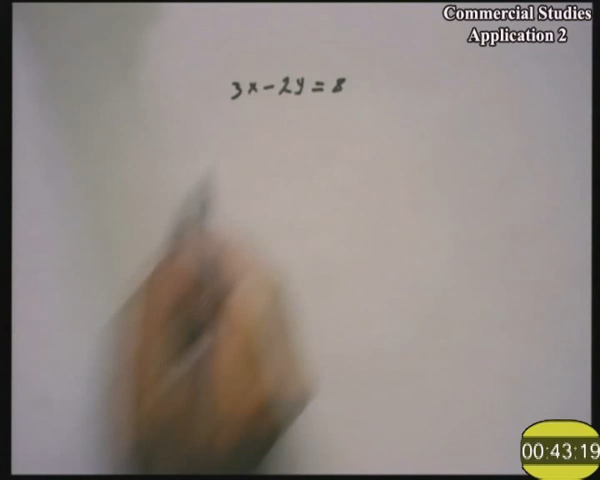 Commercial Studies
Application 2
3x - 2y = 8
00:43:19